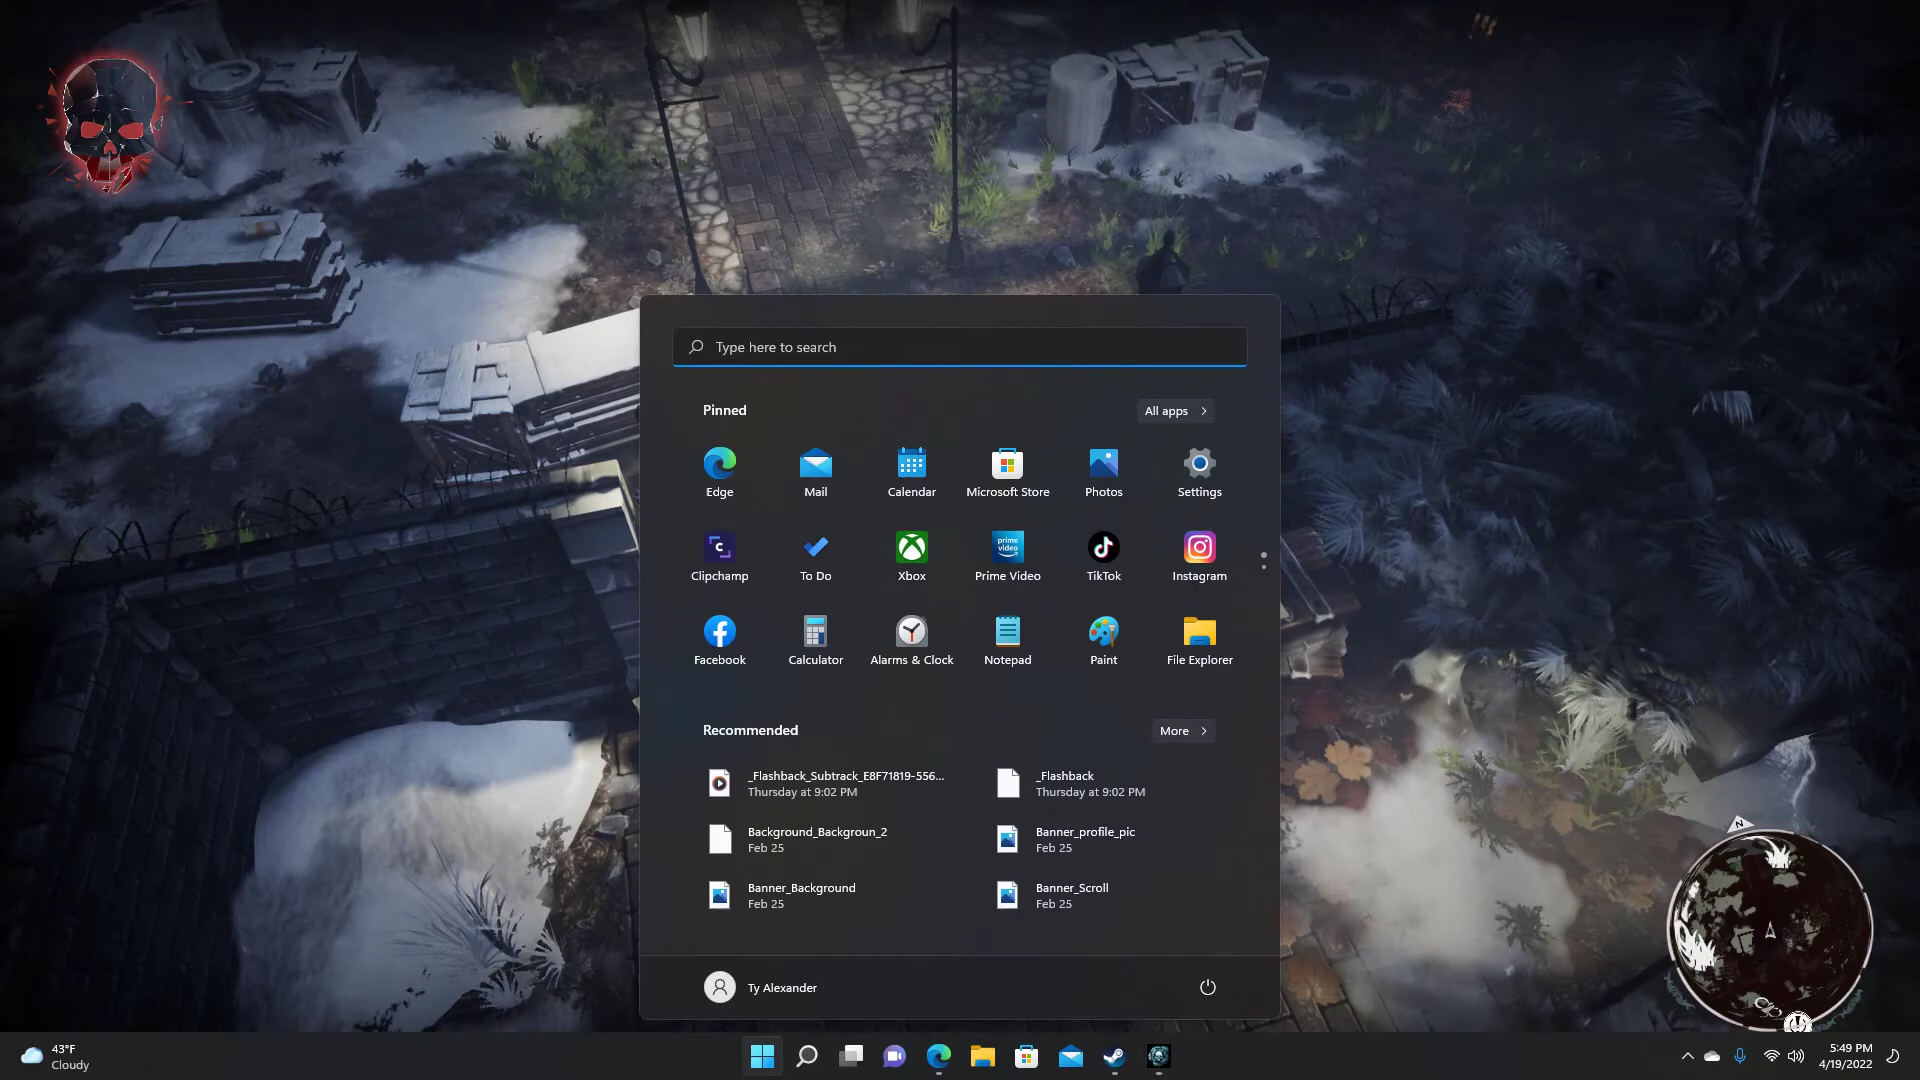 Type here to search
Pinned
All apps
Edge
Mail
Calendar
Microsoft Store
Photos
Settings
Clipchamp
To Do
Xbox
prime video
Prime Video
TikTok
Instagram
Facebook
Calculator
Alarms & Clock
Notepad
Paint
File Explorer
Recommended
More
_Flashback_Subtrack_E8F71819-556...
Thursday at 9:02 PM
_Flashback
Thursday at 9:02 PM
Background_Backgroun_2
Feb 25
Banner_profile_pic
Feb 25
Banner_Background
Feb 25
Banner_Scroll
Feb 25
N
Ty Alexander
43°F
Cloudy
5:49 PM
4/19/2022